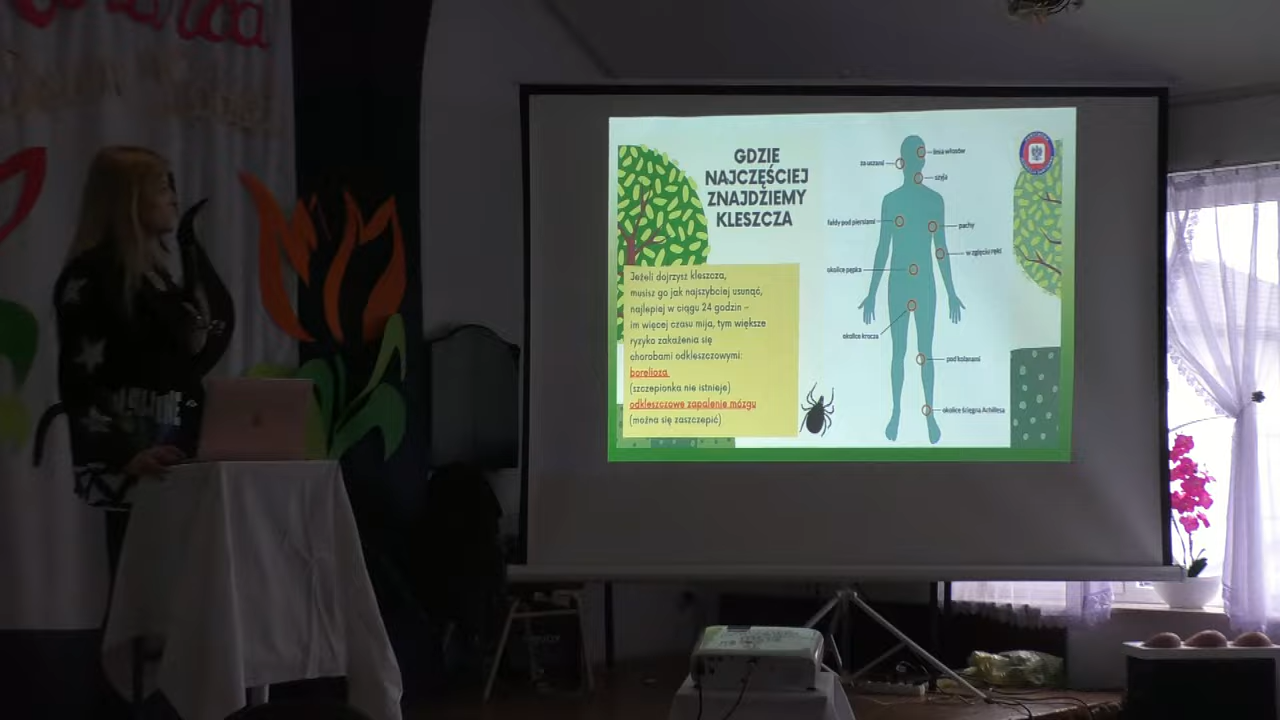 GDZIE
NAJCZĘŚCIEJ
ZNAJDZIEMY
KLESZCZA
Jeżeli dojrzysz kleszcza,
musisz go jak najszybciej usunąć,
najlepiej w ciągu 24 godzin –
im więcej czasu mija, tym większe
ryzyko zakażenia się
chorobami odkleszczowymi:
borelioza
(szczepionka nie istnieje)
odkleszczowe zapalenie mózgu
(można się zaszczepić)
linia włosów
za uszami
szyja
fałdy pod piersiami
pachy
w zgięciu ręki
okolice pępka
okolice krocza
pod kolanami
okolice ścięgna Achillesa